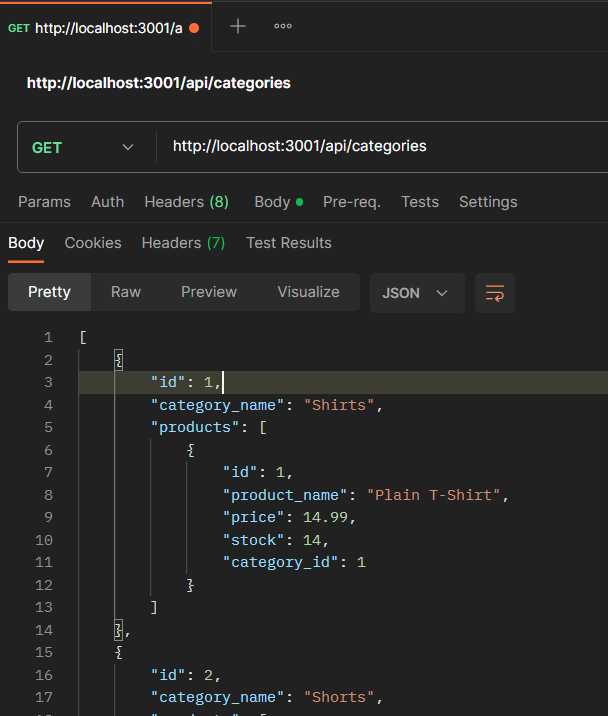 GET http://localhost:3001/a
http://localhost:3001/api/categories
GET http://localhost:3001/api/categories
Params Auth Headers (8) Body Pre-req. Tests Settings
Body Cookies Headers (7) Test Results
Pretty Raw Preview Visualize JSON
1 [
2 {
3 "id": 1,
4 "category_name": "Shirts",
5 "products": [
6 {
7 "id": 1,
8 "product_name": "Plain T-Shirt",
9 "price": 14.99,
10 "stock": 14,
11 "category_id": 1
12 }
13 ]
14 },
15 {
16 "id": 2,
17 "category_name": "Shorts",